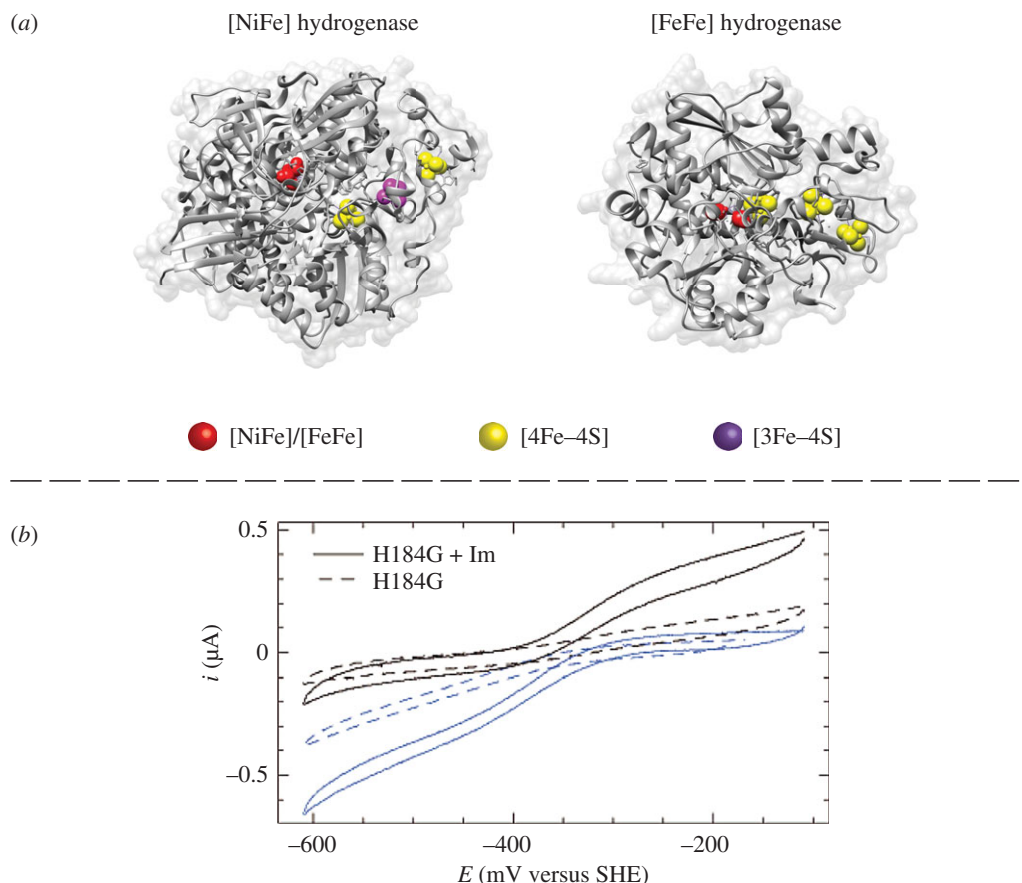 (a)
[NiFe] hydrogenase
[FeFe] hydrogenase
[NiFe]/[FeFe]
[4Fe–4S]
[3Fe–4S]
(b)
0.5
0
–0.5
i (μA)
H184G + Im
H184G
–600
–400
–200
E (mV versus SHE)